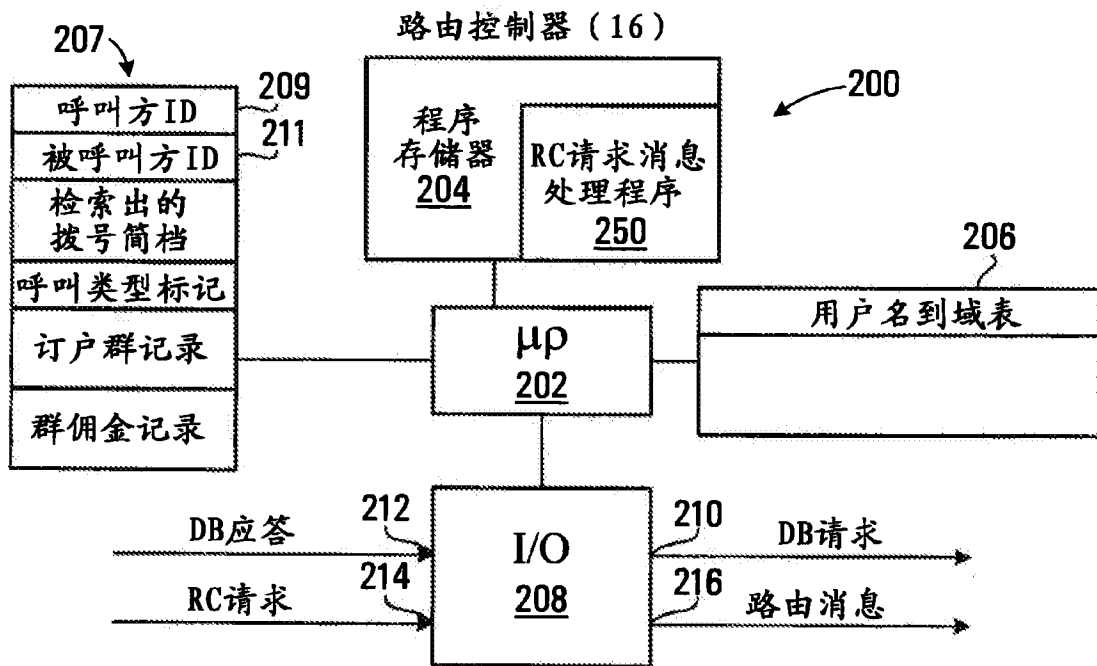 路由控制器（16）
207
209
呼叫方ID
211
被呼叫方ID
检索出的
拨号简档
呼叫类型标记
订户群记录
群佣金记录
200
程序
存储器
204
RC请求消息
处理程序
250
206
用户名到域表
μρ
202
212
DB应答
214
RC请求
I/O
208
210
DB请求
216
路由消息